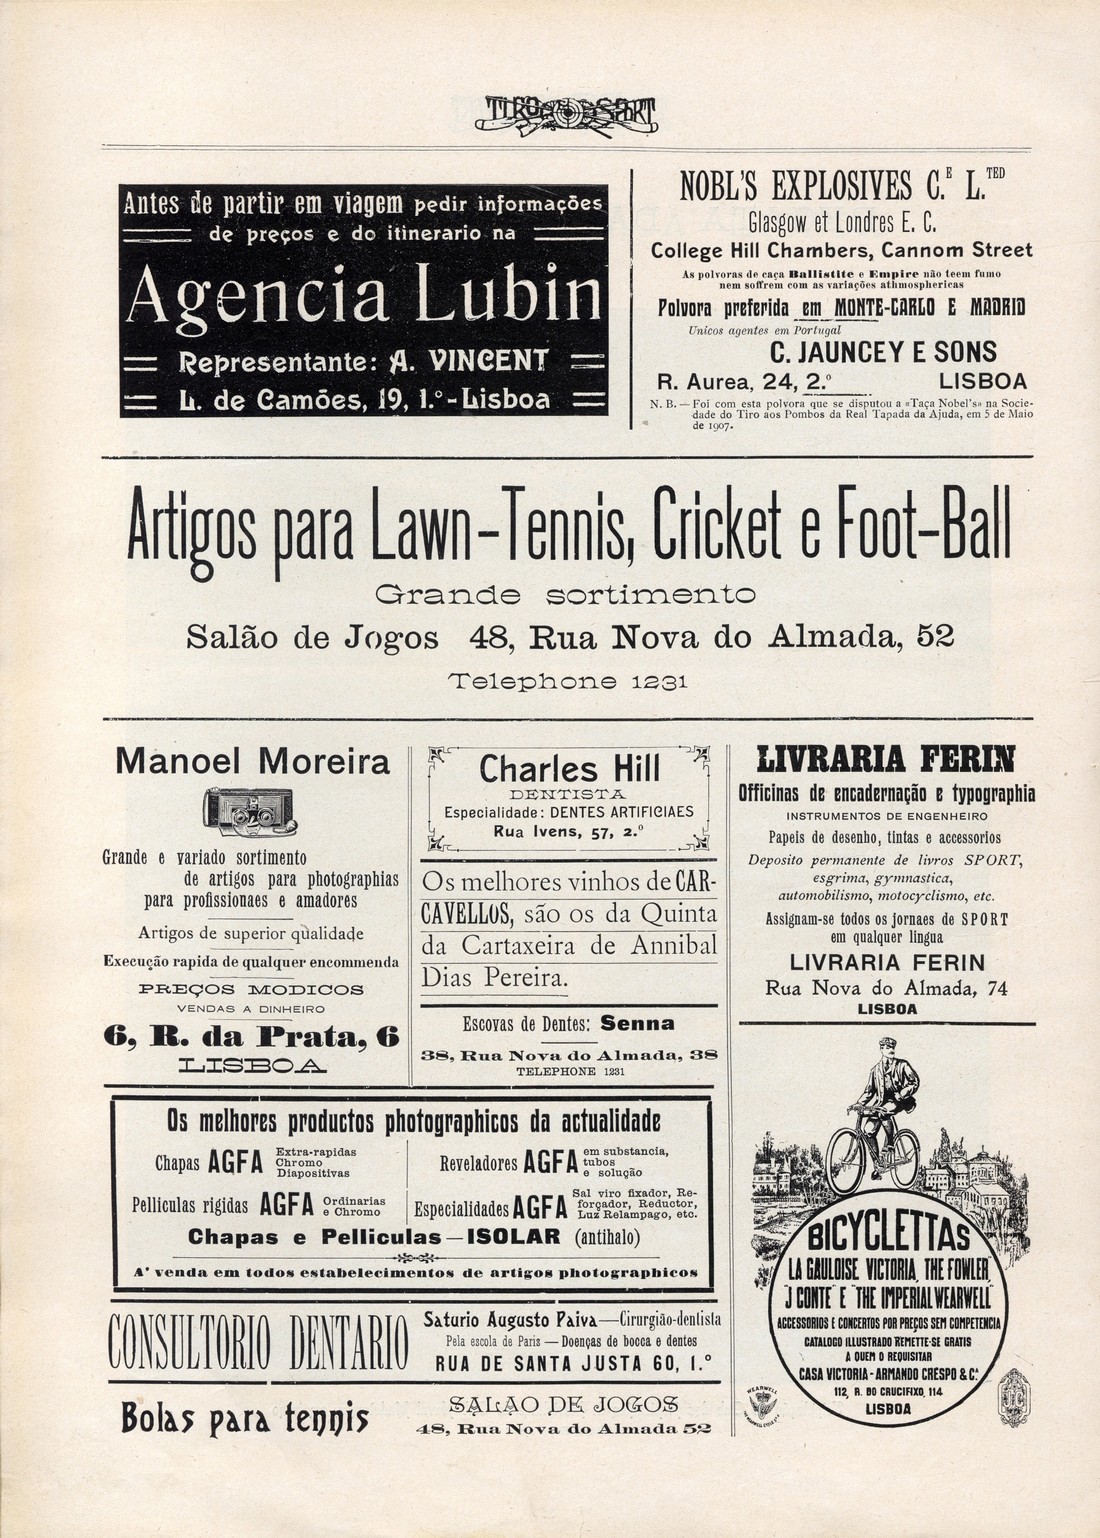 TIRO E SPORT
Antes de partir em viagem pedir informações
de preços e do itinerario na
Agencia Lubin
Representante: A. VINCENT
L. de Camões, 19, 1.º - Lisboa
NOBL'S EXPLOSIVES C.E L.TED
Glasgow et Londres E. C.
College Hill Chambers, Cannom Street
As polvoras de caça Ballistite e Empire não teem fumo
nem soffrem com as variações athmosphericas
Polvora preferida em MONTE-CARLO E MADRID
Unicos agentes em Portugal
C. JAUNCEY E SONS
R. Aurea, 24, 2.º LISBOA
N. B. — Foi com esta polvora que se disputou a «Taça Nobel's» na Socie-
dade do Tiro aos Pombos da Real Tapada da Ajuda, em 5 de Maio
de 1907.
Artigos para Lawn-Tennis, Cricket e Foot-Ball
Grande sortimento
Salão de Jogos 48, Rua Nova do Almada, 52
Telephone 1231
Manoel Moreira
Grande e variado sortimento
de artigos para photographias
para profissionaes e amadores
Artigos de superior qualidade
Execução rapida de qualquer encommenda
PREÇOS MODICOS
VENDAS A DINHEIRO
6, R. da Prata, 6
LISBOA
Charles Hill
DENTISTA
Especialidade: DENTES ARTIFICIAES
Rua Ivens, 57, 2.º
Os melhores vinhos de CAR-
CAVELLOS, são os da Quinta
da Cartaxeira de Annibal
Dias Pereira.
Escovas de Dentes: Senna
38, Rua Nova do Almada, 38
TELEPHONE 1231
LIVRARIA FERIN
Officinas de encadernação e typographia
INSTRUMENTOS DE ENGENHEIRO
Papeis de desenho, tintas e accessorios
Deposito permanente de livros SPORT,
esgrima, gymnastica,
automobilismo, motocyclismo, etc.
Assignam-se todos os jornaes de SPORT
em qualquer lingua
LIVRARIA FERIN
Rua Nova do Almada, 74
LISBOA
Os melhores productos photographicos da actualidade
Chapas AGFA Extra-rapidas
Chromo
Diapositivas
Reveladores AGFA em substancia,
tubos
e solução
Pelliculas rigidas AGFA Ordinarias
e Chromo
Especialidades AGFA Sal viro fixador, Re-
forçador, Reductor,
Luz Relampago, etc.
Chapas e Pelliculas — ISOLAR (antihalo)
A' venda em todos estabelecimentos de artigos photographicos
CONSULTORIO DENTARIO
Saturio Augusto Paiva—Cirurgião-dentista
Pela escola de Paris — Doenças de bocca e dentes
RUA DE SANTA JUSTA 60, 1.º
Bolas para tennis
SALÃO DE JOGOS
48, Rua Nova do Almada 52
BICYCLETTAS
LA GAULOISE, VICTORIA, THE FOWLER,
"J CONTE" E "THE IMPERIAL WEARWELL"
ACCESSORIOS E CONCERTOS POR PREÇOS SEM COMPETENCIA
CATALOGO ILLUSTRADO REMETTE-SE GRATIS
A QUEM O REQUISITAR
CASA VICTORIA - ARMANDO CRESPO & C.ª
112, R. DO CRUCIFIXO, 114
LISBOA
WEARWELL